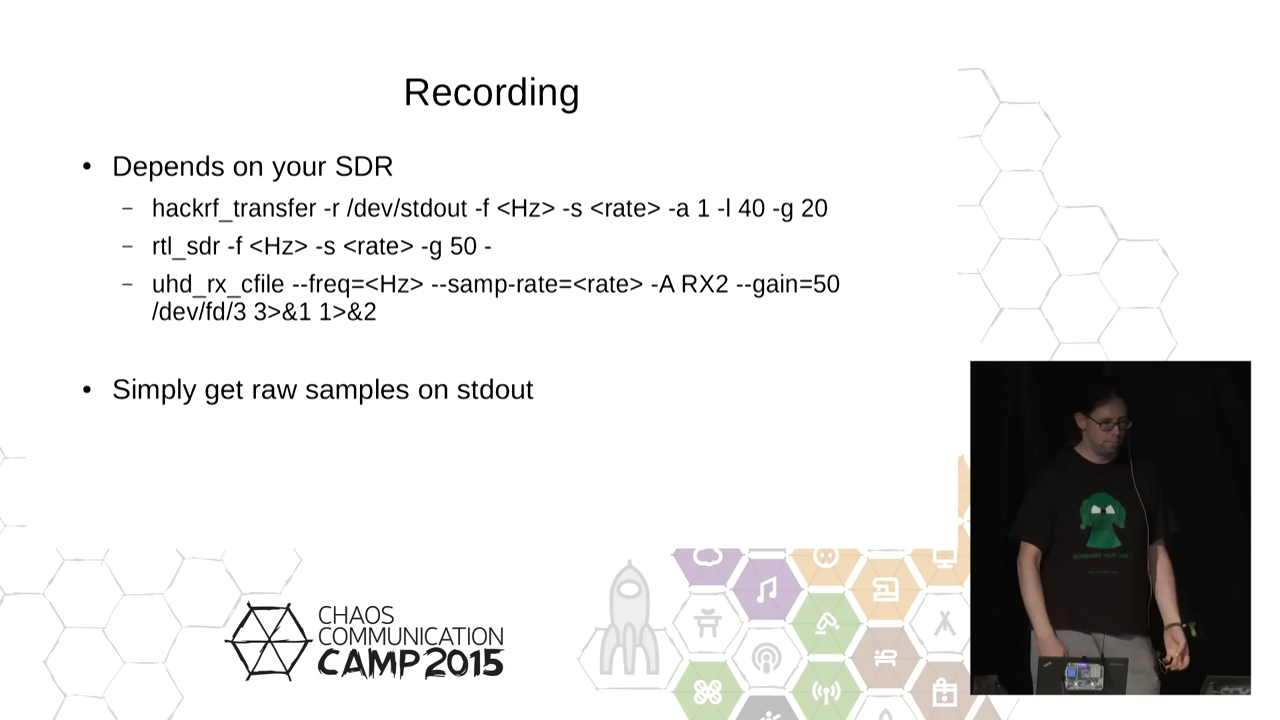 Recording
• Depends on your SDR
– hackrf_transfer -r /dev/stdout -f <Hz> -s <rate> -a 1 -l 40 -g 20
– rtl_sdr -f <Hz> -s <rate> -g 50 -
– uhd_rx_cfile --freq=<Hz> --samp-rate=<rate> -A RX2 --gain=50
/dev/fd/3 3>&1 1>&2
• Simply get raw samples on stdout
CHAOS
COMMUNICATION
CAMP 2015